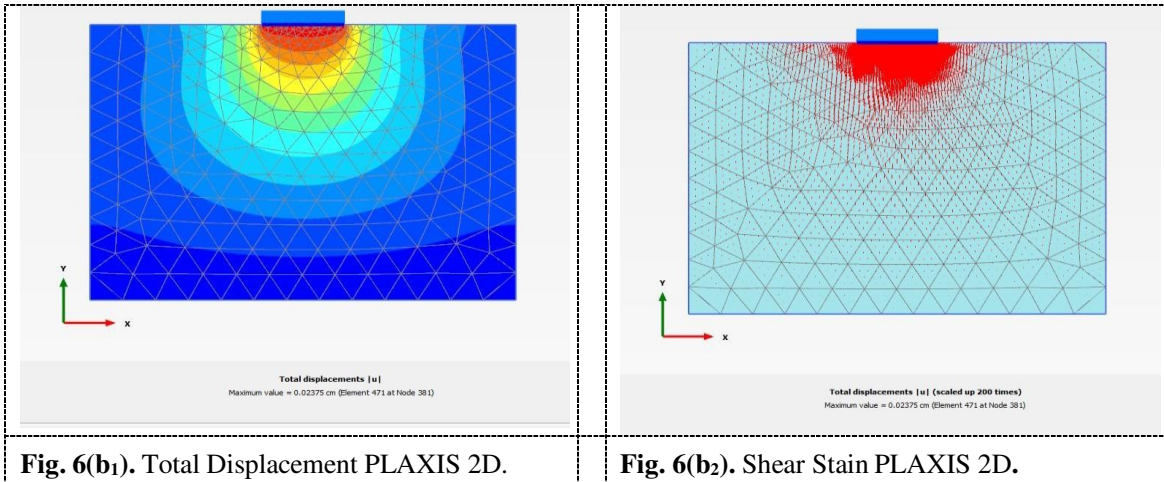 Y
X
Total displacements |u|
Maximum value = 0.02375 cm (Element 471 at Node 381)
Fig. 6(b₁). Total Displacement PLAXIS 2D.
Y
X
Total displacements |u| (scaled up 200 times)
Maximum value = 0.02375 cm (Element 471 at Node 381)
Fig. 6(b₂). Shear Stain PLAXIS 2D.